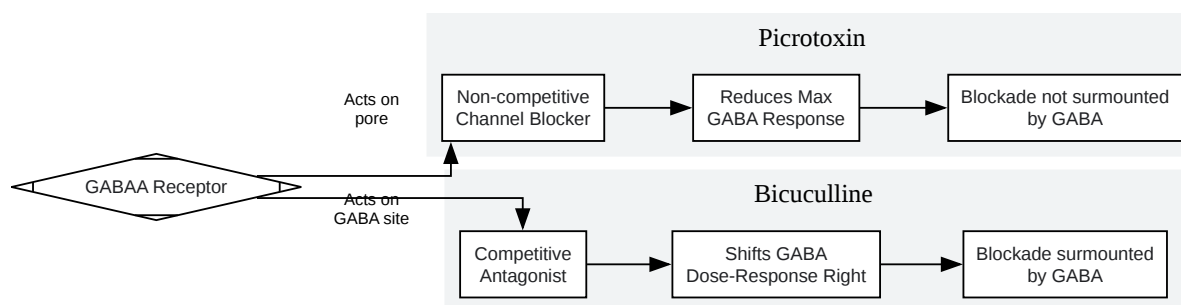 Picrotoxin
Acts on
pore
Non-competitive
Channel Blocker
Reduces Max
GABA Response
Blockade not surmounted
by GABA
GABAA Receptor
Acts on
GABA site
Bicuculline
Competitive
Antagonist
Shifts GABA
Dose-Response Right
Blockade surmounted
by GABA